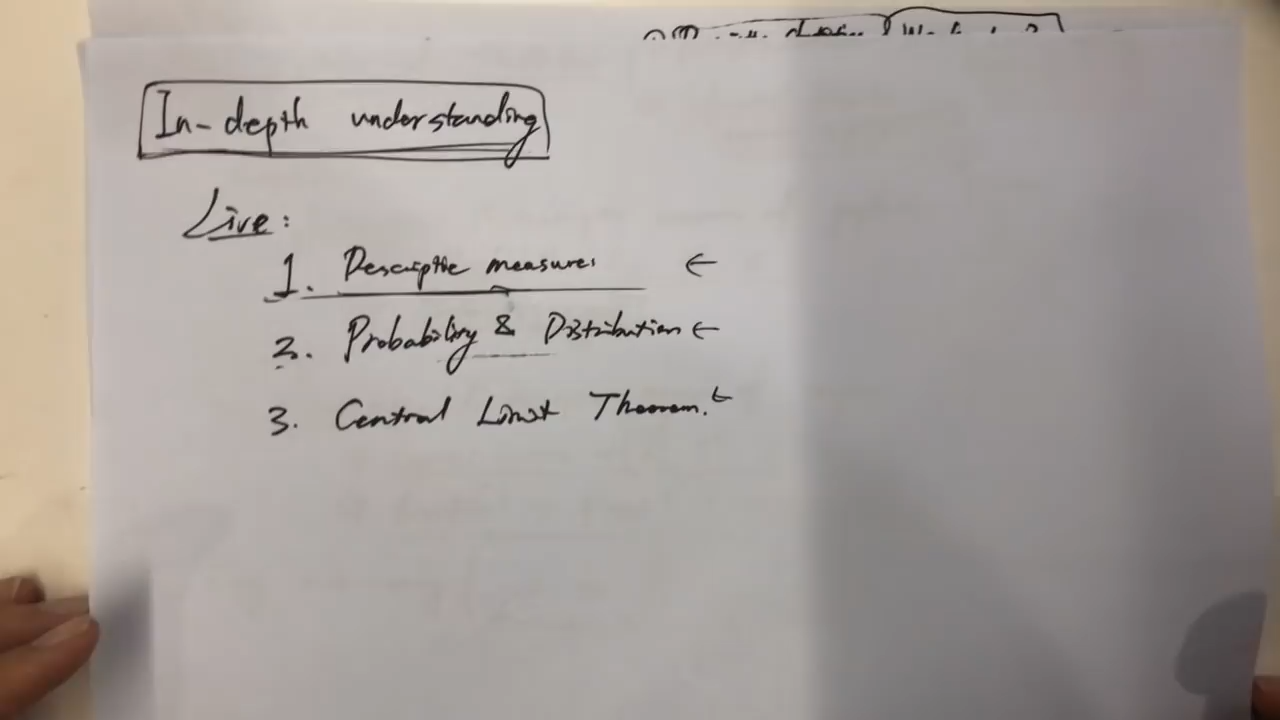 In-depth understanding
Live:
1. Descriptive measures ←
2. Probability & Distribution ←
3. Central Limit Theorem. ←